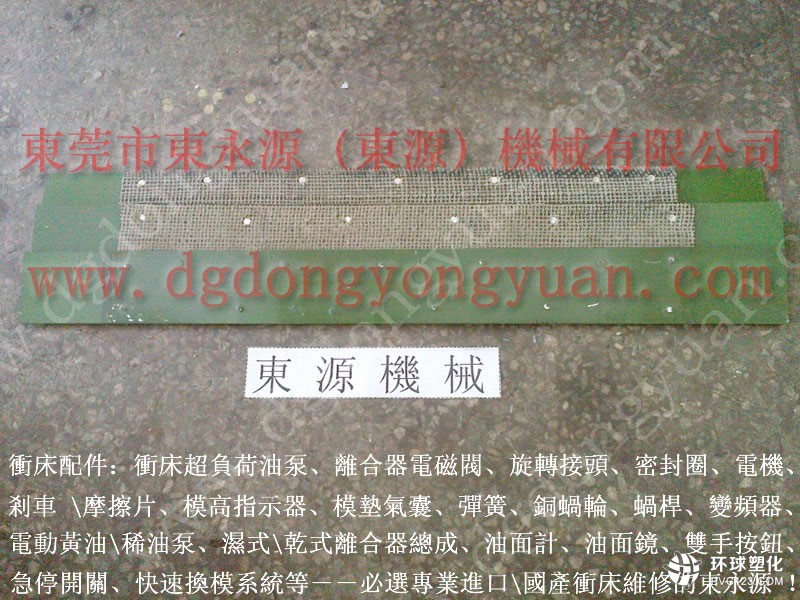 東莞市東永源（東源）機械有限公司
www.dgdongyongyuan.com
東源機械
衝床配件：衝床超負荷油泵、離合器電磁閥、旋轉接頭、密封圈、電機、
剎車 \摩擦片、模高指示器、模墊氣囊、彈簧、銅蝸輪、蝸桿、變頻器、
電動黃油\稀油泵、濕式\乾式離合器總成、油面計、油面鏡、雙手按鈕、
急停開關、快速換模系統等－－必選專業進口\國產衝床維修的東永源 ！
环球塑化